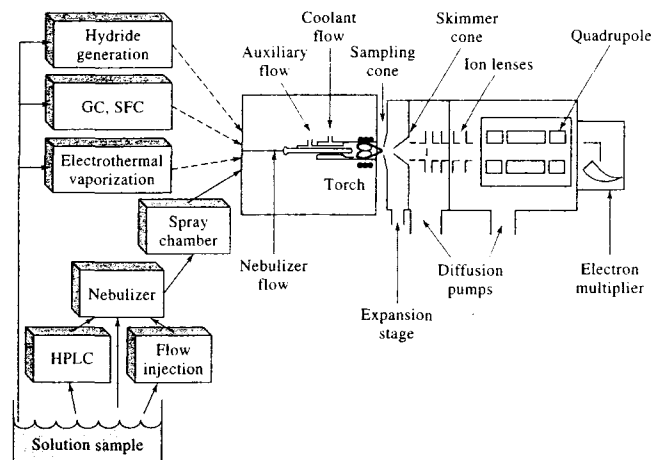 Hydride
generation
GC, SFC
Electrothermal
vaporization
Spray
chamber
Nebulizer
HPLC
Flow
injection
Solution sample
Coolant
flow
Auxiliary
flow
Sampling
cone
Skimmer
cone
Ion lenses
Quadrupole
Torch
Nebulizer
flow
Expansion
stage
Diffusion
pumps
Electron
multiplier